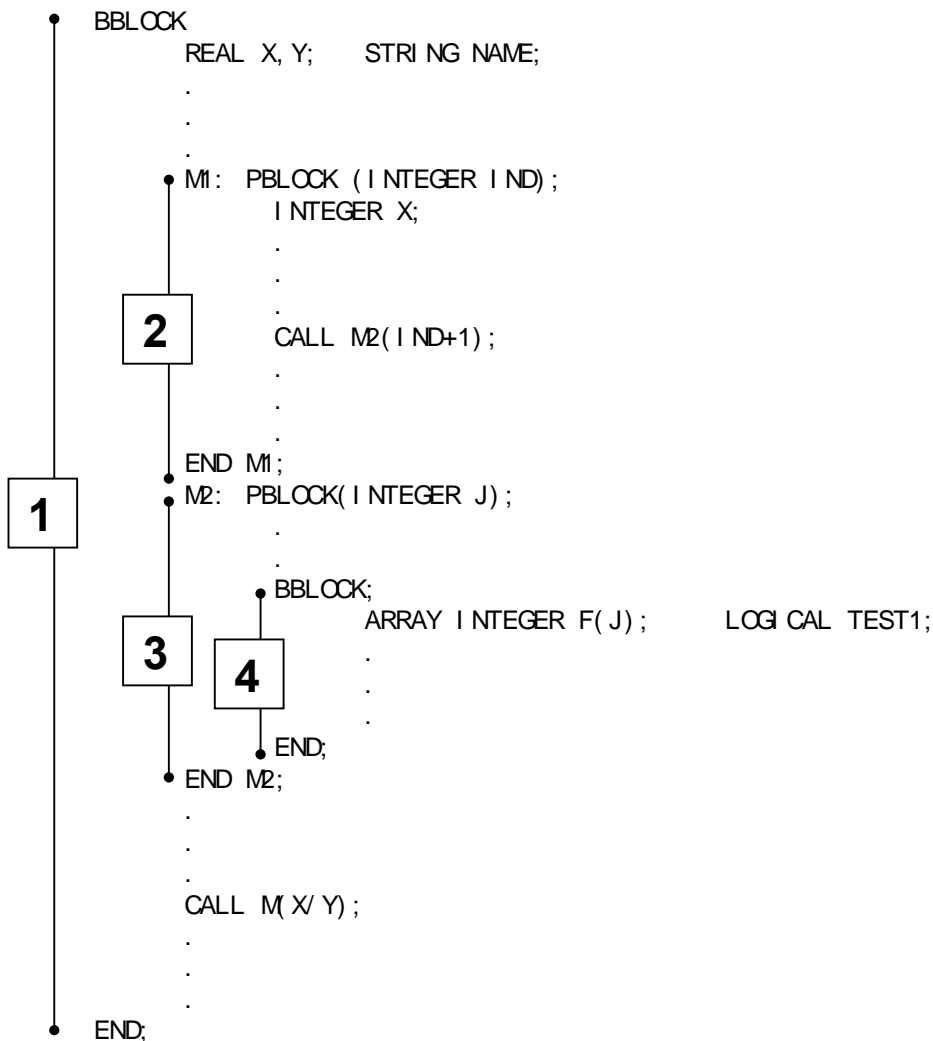 BBLOCK
REAL X, Y; STRING NAME;
.
.
.
M1: PBLOCK (INTEGER IND);
INTEGER X;
.
.
.
2
CALL M2(IND+1);
.
.
.
END M1;
1
M2: PBLOCK(INTEGER J);
.
.
BBLOCK;
ARRAY INTEGER F(J); LOGICAL TEST1;
3
4
.
.
.
END;
END M2;
.
.
.
CALL M(X/Y);
.
.
.
END;